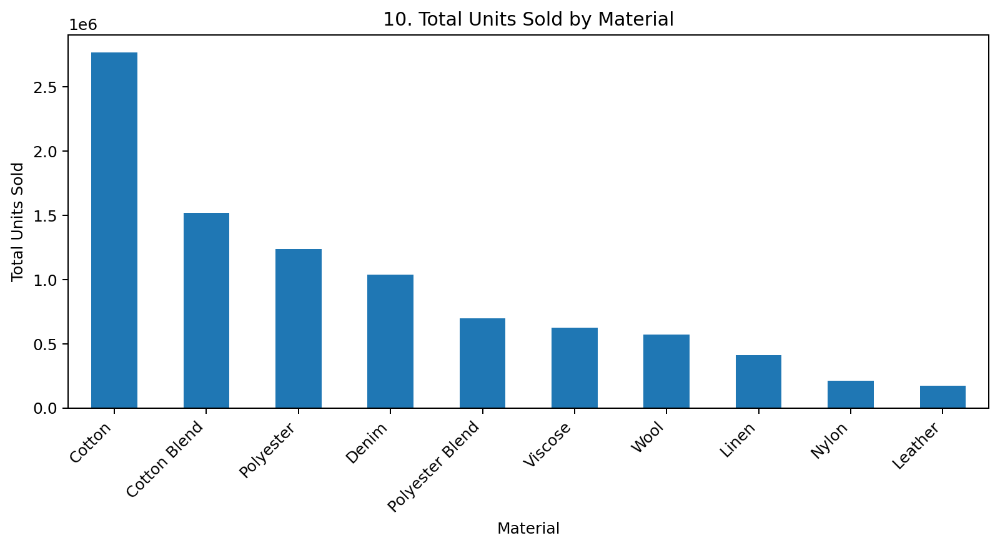 10. Total Units Sold by Material
1e6
2.5
2.0
1.5
1.0
0.5
0.0
Total Units Sold
Cotton
Cotton Blend
Polyester
Denim
Polyester Blend
Viscose
Wool
Linen
Nylon
Leather
Material